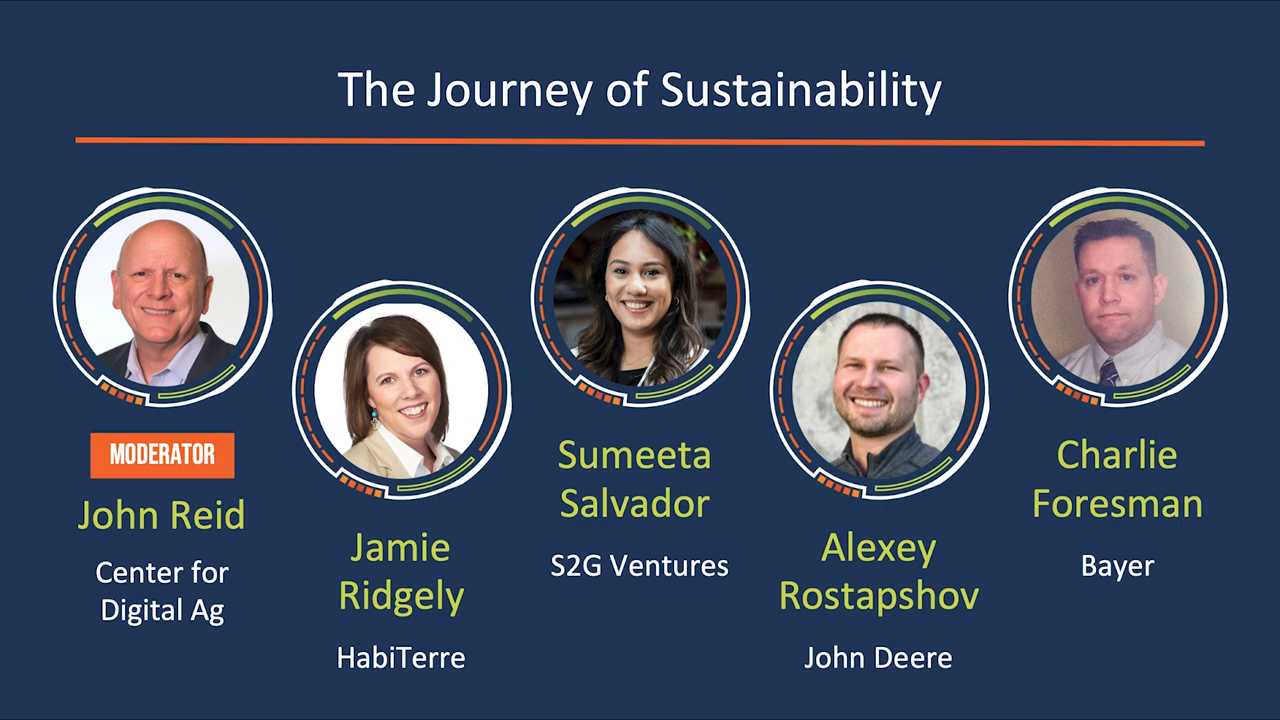 The Journey of Sustainability
MODERATOR
John Reid
Center for
Digital Ag
Jamie
Ridgely
HabiTerre
Sumeeta
Salvador
S2G Ventures
Alexey
Rostapshov
John Deere
Charlie
Foresman
Bayer